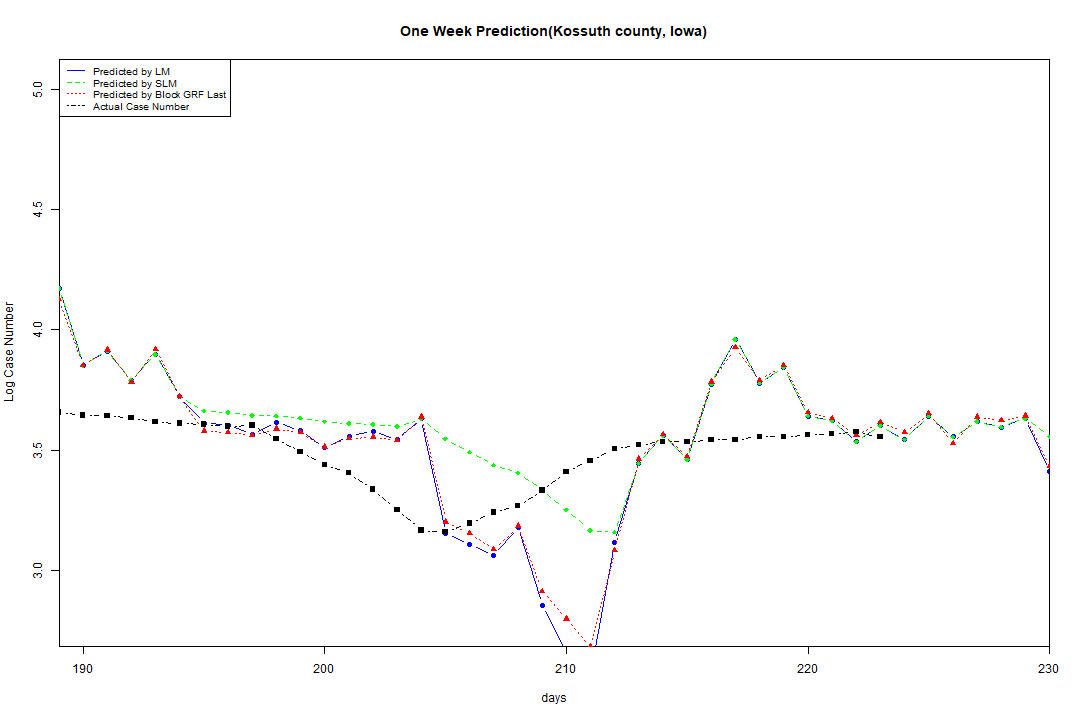 One Week Prediction(Kossuth county, Iowa)
Predicted by LM
Predicted by SLM
Predicted by Block GRF Last
Actual Case Number
5.0
4.5
4.0
3.5
3.0
Log Case Number
190 200 210 220 230
days